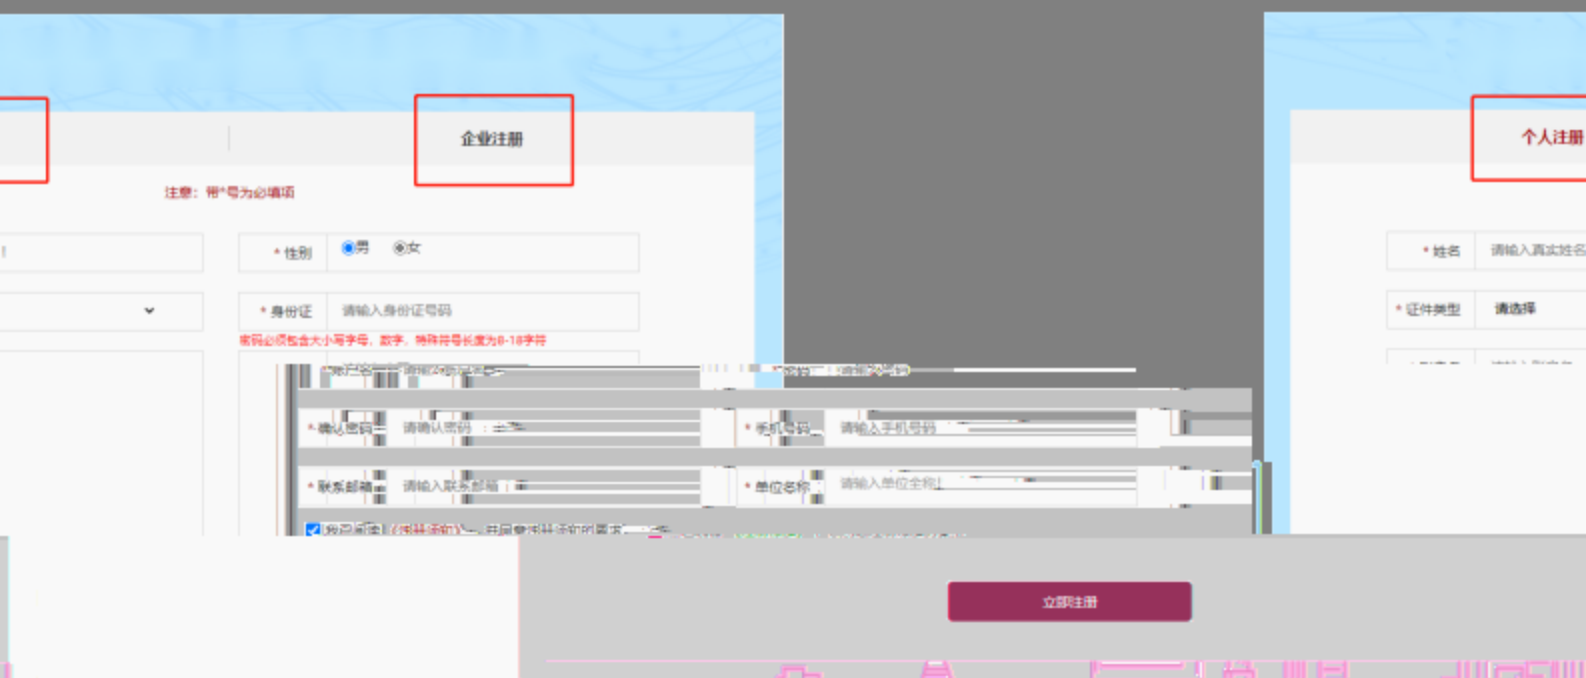 企业注册
个人注册
注意：带*号为必填项
！
* 性别 男 女
* 姓名 请输入真实姓名
* 身份证 请输入身份证号码
* 证件类型 请选择
密码必须包含大小写字母，数字，特殊符号长度为8-18字符
* 确认密码 请确认密码
* 手机号码 请输入手机号码
* 联系邮箱 请输入联系邮箱
* 单位名称 请输入单位全称！
立即注册